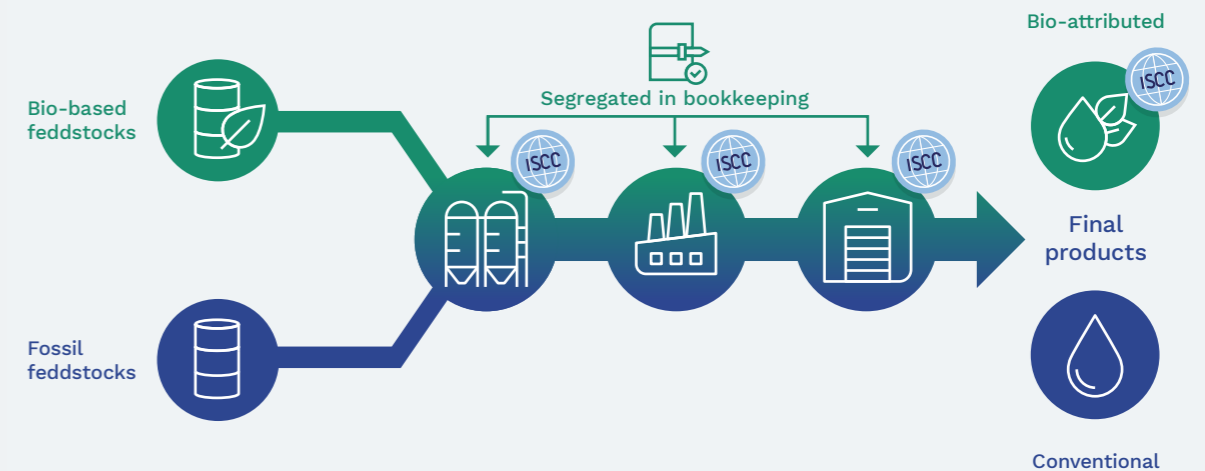 Bio-attributed
ISCC
Segregated in bookkeeping
Bio-based
feddstocks
ISCC
ISCC
ISCC
Final
products
Fossil
feddstocks
Conventional